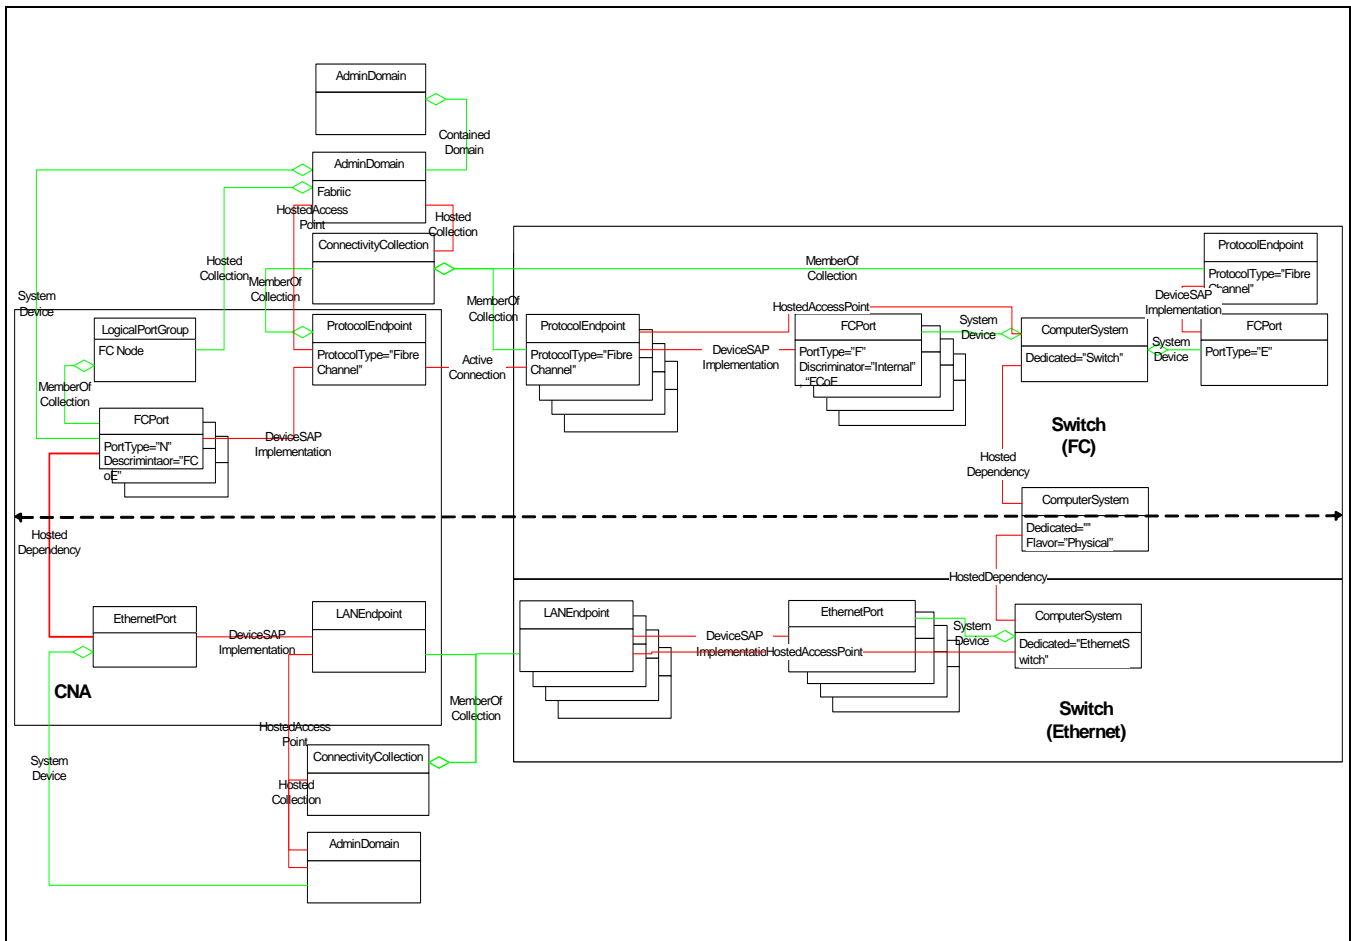 AdminDomain
Contained
Domain
AdminDomain
Fabriic
HostedAccess
Point
Hosted
Collection
ConnectivityCollection
Hosted
Collection
MemberOf
Collection
MemberOf
Collection
MemberOf
Collection
ProtocolEndpoint
ProtocolType="Fibre
Channel"
DeviceSAP
Implementation
System
Device
LogicalPortGroup
FC Node
ProtocolEndpoint
ProtocolType="Fibre
Channel"
Active
Connection
ProtocolEndpoint
ProtocolType="Fibre
Channel"
HostedAccessPoint
DeviceSAP
Implementation
FCPort
PortType="F"
Discriminator="Internal"
, "FCoE
System
Device
ComputerSystem
Dedicated="Switch"
System
Device
FCPort
PortType="E"
MemberOf
Collection
FCPort
PortType="N"
Descrimintaor="FC
oE"
DeviceSAP
Implementation
Switch
(FC)
Hosted
Dependency
ComputerSystem
Dedicated=""
Flavor="Physical"
Hosted
Dependency
HostedDependency
EthernetPort
DeviceSAP
Implementation
LANEndpoint
LANEndpoint
DeviceSAP
Implementatic
HostedAccessPoint
EthernetPort
System
Device
ComputerSystem
Dedicated="EthernetS
witch"
CNA
MemberOf
Collection
Switch
(Ethernet)
HostedAccess
Point
System
Device
ConnectivityCollection
Hosted
Collection
AdminDomain